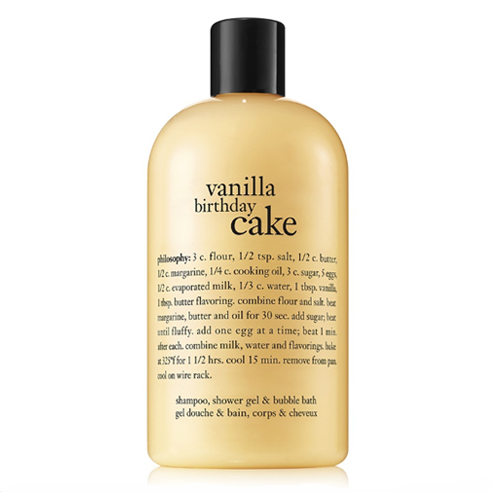 vanilla
birthday
cake
philosophy: 3 c. flour, 1/2 tsp. salt, 1/2 c. butter,
1/2 c. margarine, 1/4 c. cooking oil, 3 c. sugar, 5 eggs,
1/2 c. evaporated milk, 1/3 c. water, 1 tbsp. vanilla,
1 tbsp. butter flavoring. combine flour and salt. beat
margarine, butter and oil for 30 sec. add sugar; beat
until fluffy. add one egg at a time; beat 1 min.
after each. combine milk, water and flavorings. bake
at 325°f for 1 1/2 hrs. cool 15 min. remove from pan.
cool on wire rack.
shampoo, shower gel & bubble bath
gel douche & bain, corps & cheveux